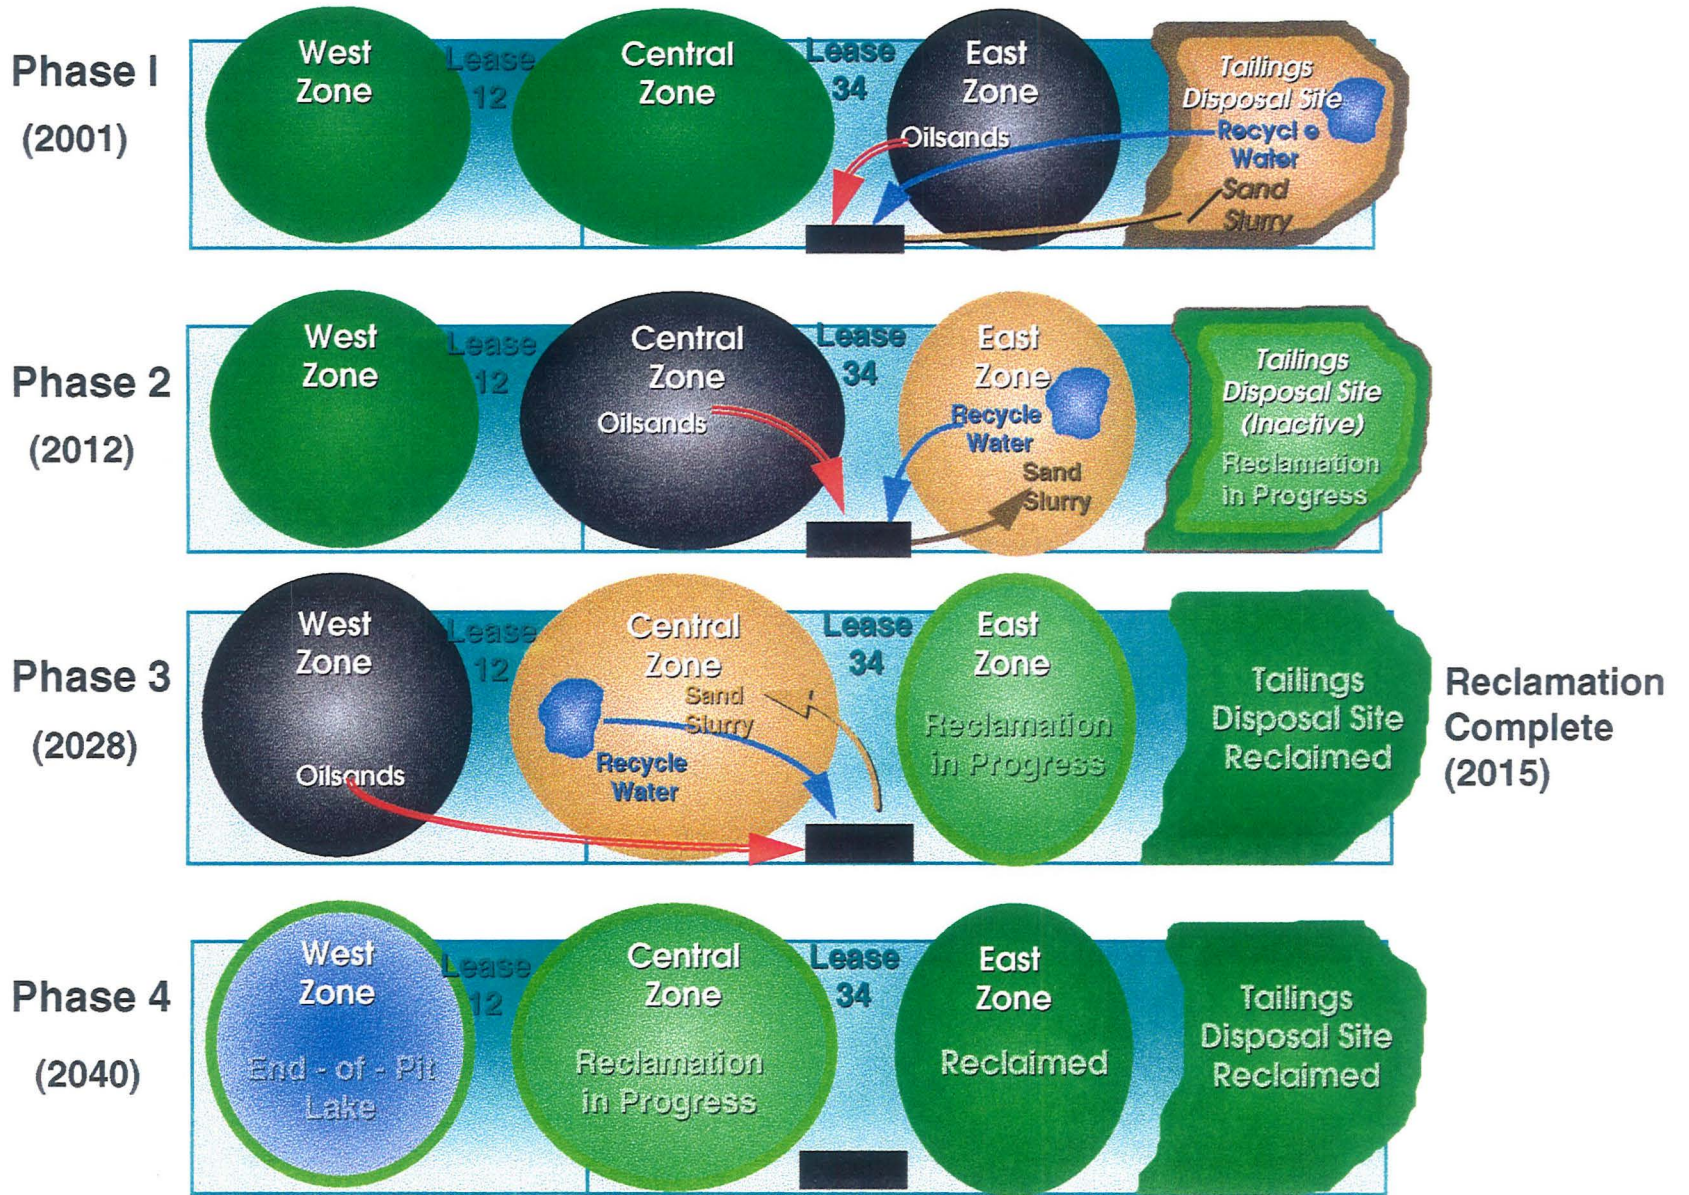 Phase I
(2001)
West
Zone
Lease
12
Central
Zone
Lease
34
East
Zone
Oilsands
Tailings
Disposal Site
Recycl e
Water
Sand
Slurry
Phase 2
(2012)
West
Zone
Lease
12
Central
Zone
Oilsands
Lease
34
East
Zone
Recycle
Water
Sand
Slurry
Tailings
Disposal Site
(Inactive)
Reclamation
in Progress
Phase 3
(2028)
West
Zone
Oilsands
Lease
12
Central
Zone
Sand
Slurry
Recycle
Water
Lease
34
East
Zone
Reclamation
in Progress
Tailings
Disposal Site
Reclaimed
Reclamation
Complete
(2015)
Phase 4
(2040)
West
Zone
End - of - Pit
Lake
Lease
12
Central
Zone
Reclamation
in Progress
Lease
34
East
Zone
Reclaimed
Tailings
Disposal Site
Reclaimed